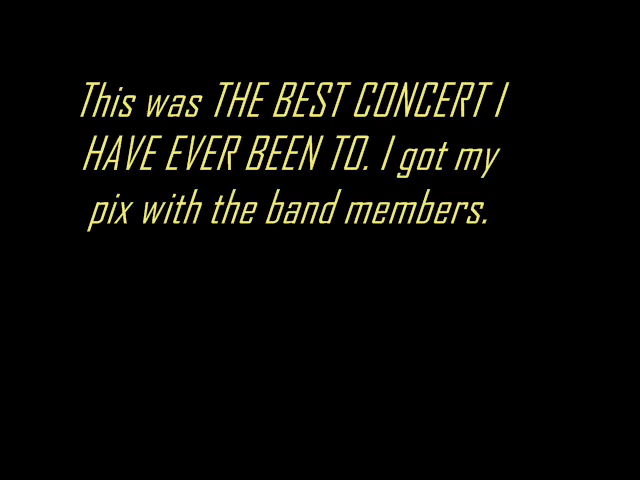 This was THE BEST CONCERT I
HAVE EVER BEEN TO. I got my
pix with the band members.